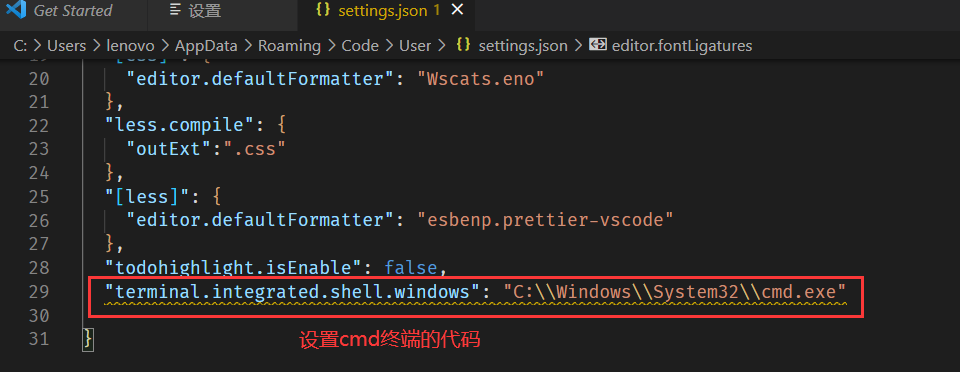 Get Started 设置 settings.json 1
C: > Users > lenovo > AppData > Roaming > Code > User > {} settings.json > editor.fontLigatures
20 "editor.defaultFormatter": "Wscats.eno"
21 },
22 "less.compile": {
23 "outExt":".css"
24 },
25 "[less]": {
26 "editor.defaultFormatter": "esbenp.prettier-vscode"
27 },
28 "todohighlight.isEnable": false,
29 "terminal.integrated.shell.windows": "C:\\Windows\\System32\\cmd.exe"
30
31 }
设置cmd终端的代码